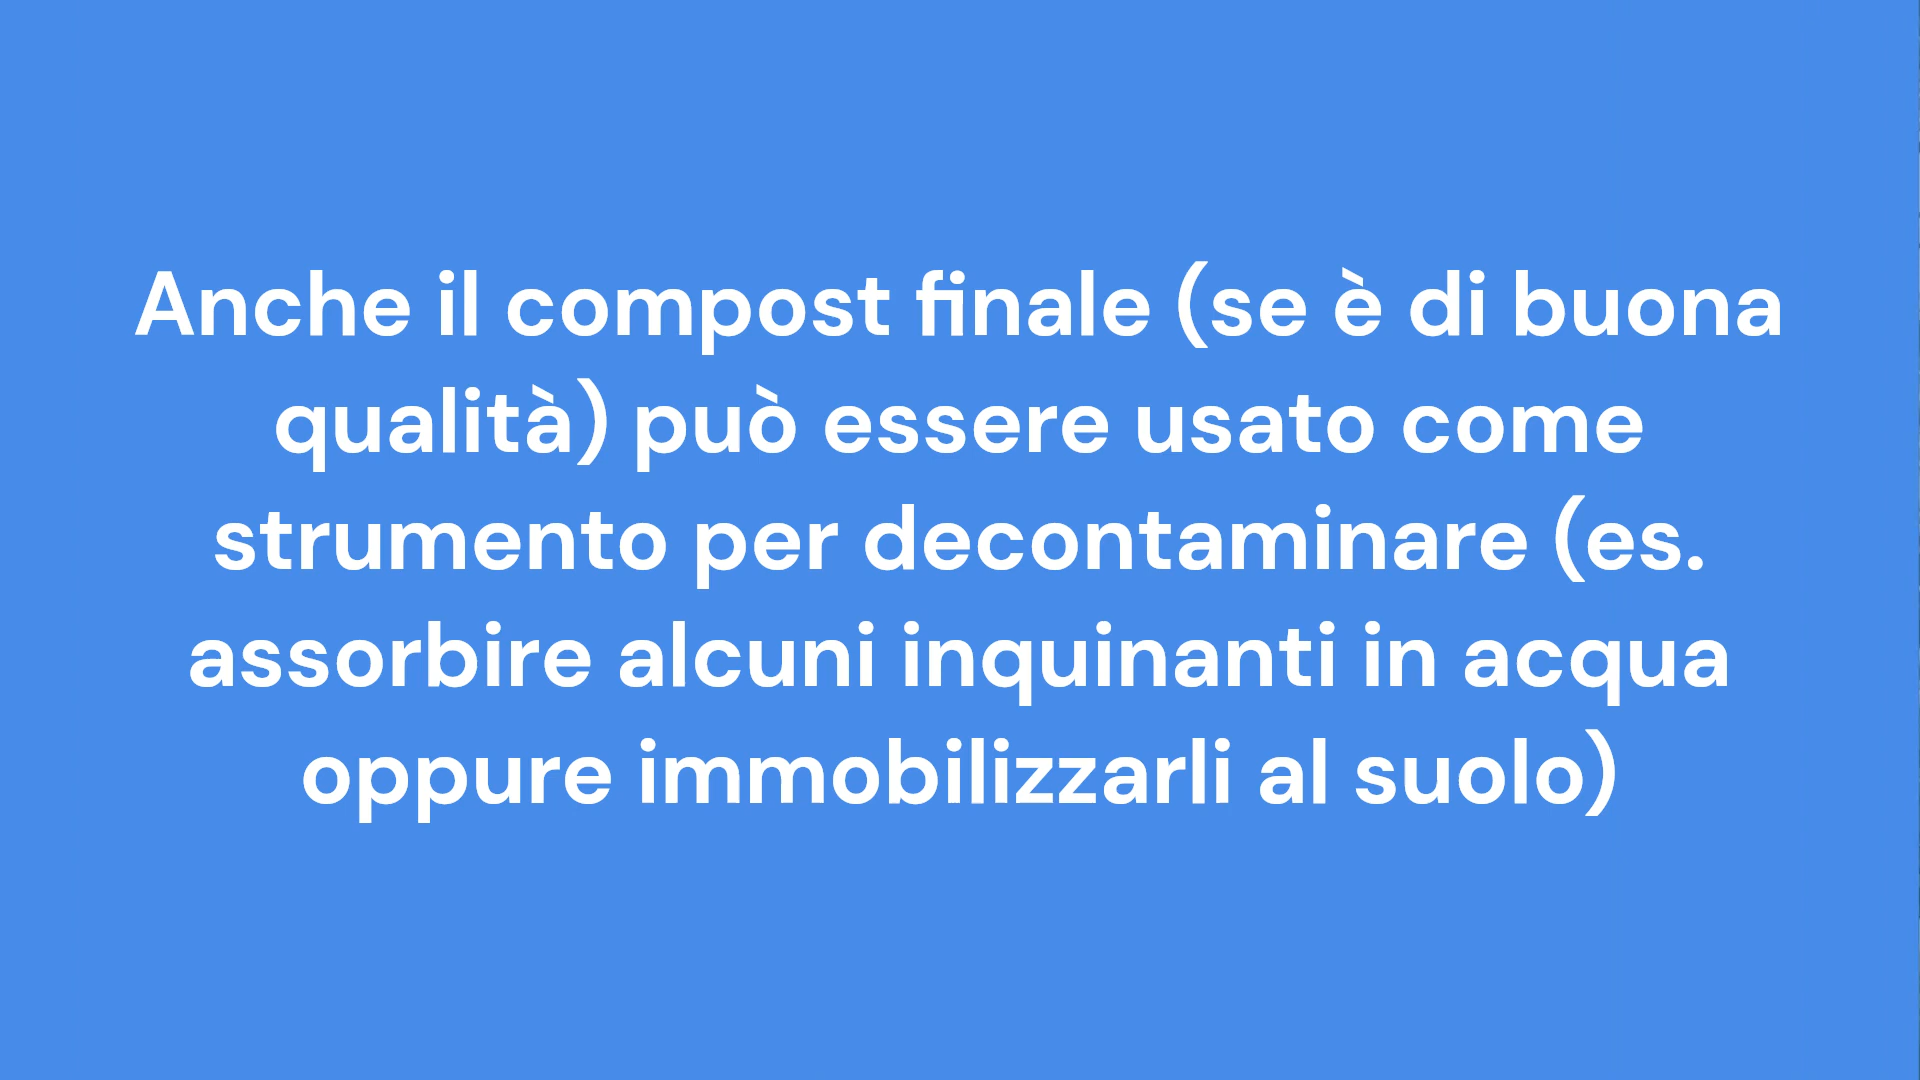 Anche il compost finale (se è di buona
qualità) può essere usato come
strumento per decontaminare (es.
assorbire alcuni inquinanti in acqua
oppure immobilizzarli al suolo)